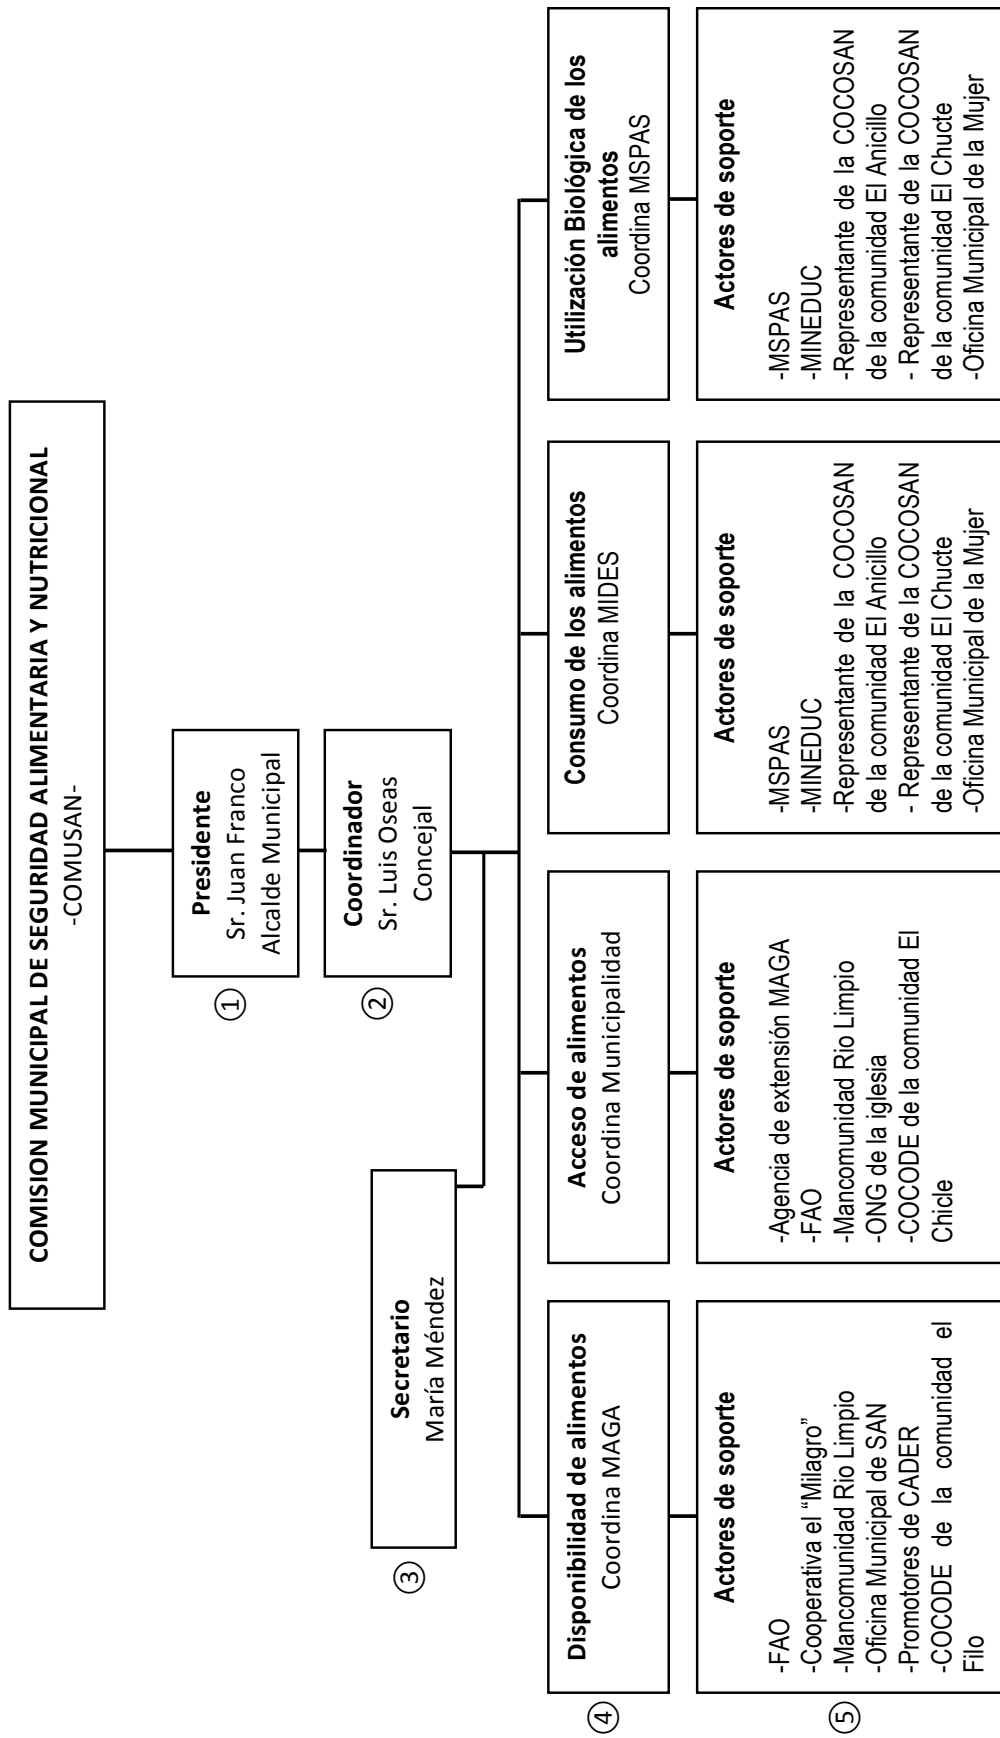 COMISION MUNICIPAL DE SEGURIDAD ALIMENTARIA Y NUTRICIONAL
-COMUSAN-
①
Presidente
Sr. Juan Franco
Alcalde Municipal
②
Coordinador
Sr. Luis Oseas
Concejal
③
Secretario
María Méndez
④
Disponibilidad de alimentos
Coordina MAGA
Acceso de alimentos
Coordina Municipalidad
Consumo de los alimentos
Coordina MIDES
Utilización Biológica de los
alimentos
Coordina MSPAS
⑤
Actores de soporte
-FAO
-Cooperativa el “Milagro”
-Mancomunidad Rio Limpio
-Oficina Municipal de SAN
-Promotores de CADER
-COCODE de la comunidad el
Filo
Actores de soporte
-Agencia de extensión MAGA
-FAO
-Mancomunidad Rio Limpio
-ONG de la iglesia
-COCODE de la comunidad El
Chicle
Actores de soporte
-MSPAS
-MINEDUC
-Representante de la COCOSAN
de la comunidad El Anicillo
- Representante de la COCOSAN
de la comunidad El Chucte
-Oficina Municipal de la Mujer
Actores de soporte
-MSPAS
-MINEDUC
-Representante de la COCOSAN
de la comunidad El Anicillo
- Representante de la COCOSAN
de la comunidad El Chucte
-Oficina Municipal de la Mujer